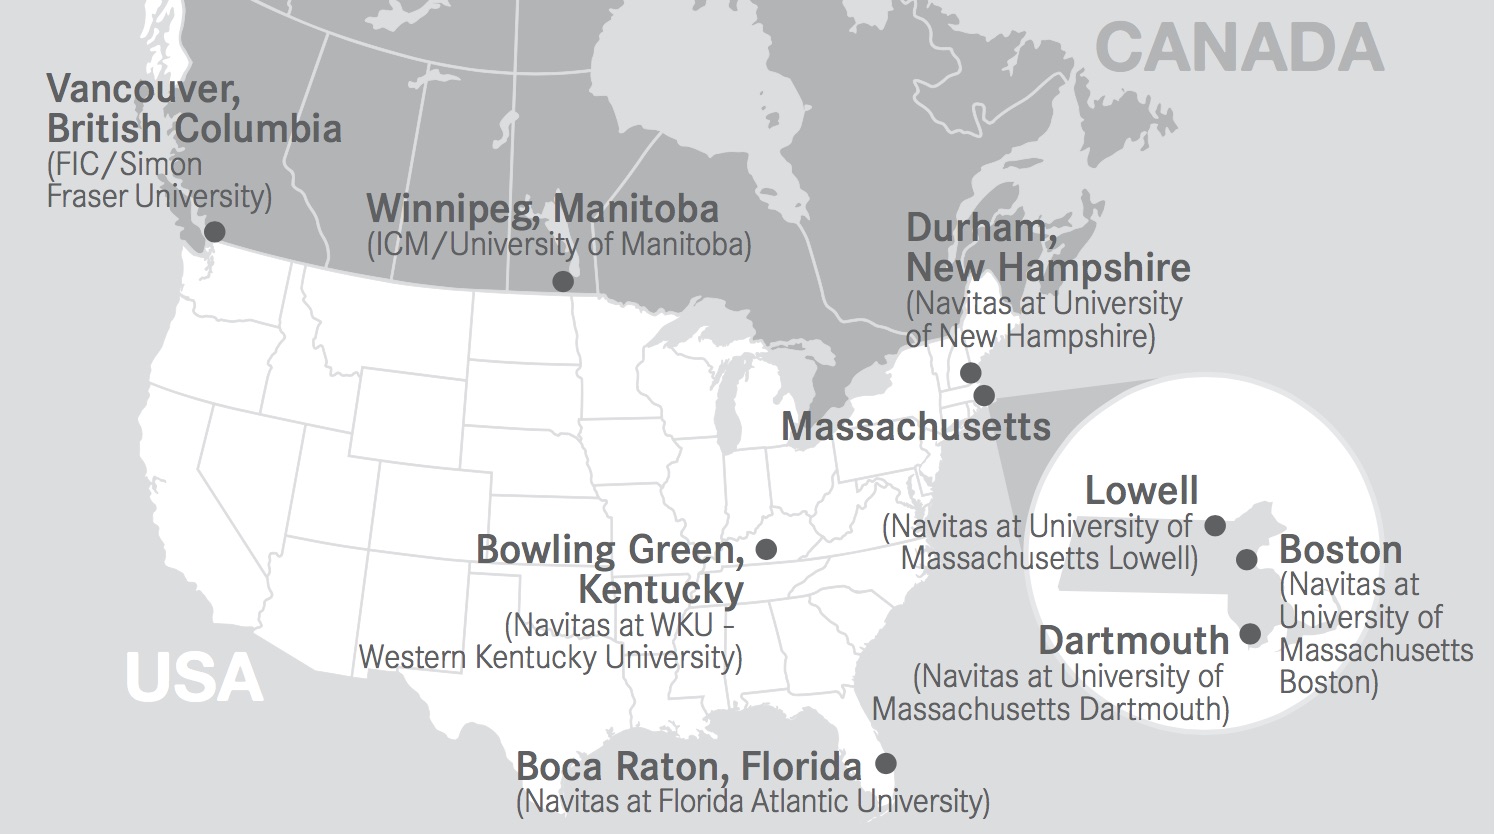 CANADA
Vancouver,
British Columbia
(FIC/Simon
Fraser University)
Winnipeg, Manitoba
(ICM/University of Manitoba)
Durham,
New Hampshire
(Navitas at University
of New Hampshire)
Massachusetts
Lowell
(Navitas at University of
Massachusetts Lowell)
Boston
(Navitas at
University of
Massachusetts
Boston)
Bowling Green,
Kentucky
(Navitas at WKU -
Western Kentucky University)
Dartmouth
(Navitas at University of
Massachusetts Dartmouth)
USA
Boca Raton, Florida
(Navitas at Florida Atlantic University)